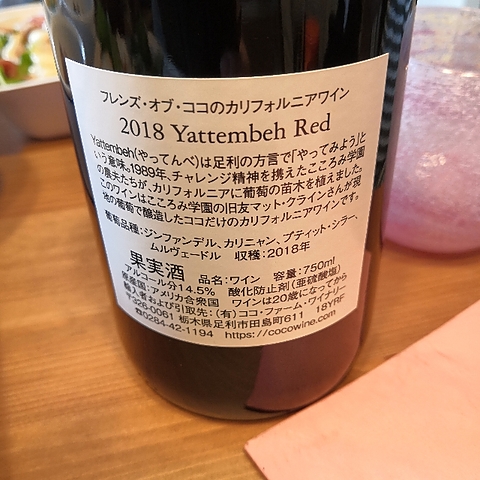 フレンズ・オブ・ココのカリフォルニアワイン
2018 Yattembeh Red
Yattembeh(やってんべ)は足利の方言で「やってみよう」と
いう意味。1989年、チャレンジ精神を携えたこころみ学園
の農夫たちが、カリフォルニアに葡萄の苗木を植えました。
このワインはこころみ学園の旧友マット・クラインさんが現
地の葡萄で醸造したココだけのカリフォルニアワインです。
葡萄品種:ジンファンデル、カリニャン、プティット・シラー、
ムルヴェードル 収穫:2018年
果実酒 品名:ワイン 容量:750ml
アルコール分14.5% 酸化防止剤(亜硫酸塩)
原産国:アメリカ合衆国 ワインは20歳になってから
輸入者および引取先:(有)ココ・ファーム・ワイナリー
〒326-0061 栃木県足利市田島町611 18YRF
☎0284-42-1194 https://cocowine.com